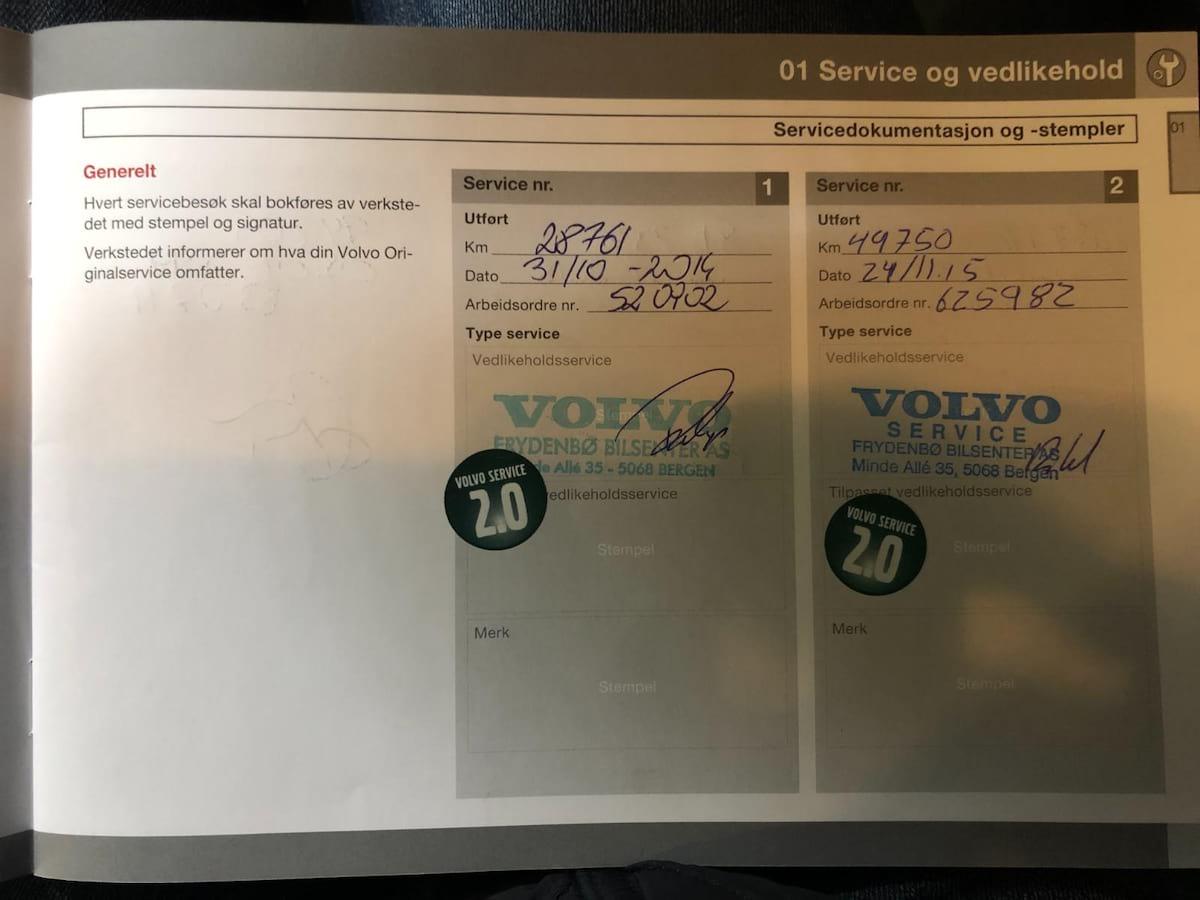 01 Service og vedlikehold
Servicedokumentasjon og -stempler
01
Generelt
Hvert servicebesøk skal bokføres av verkste-
det med stempel og signatur.
Verkstedet informerer om hva din Volvo Ori-
ginalservice omfatter.
Service nr. 1
Utført
Km 28761
Dato 31/10 -2014
Arbeidsordre nr. 520902
Type service
Vedlikeholdsservice
Stempel
VOLVO
FRYDENBØ BILSENTER AS
Allé 35 - 5068 BERGEN
VOLVO SERVICE
2.0
vedlikeholdsservice
Stempel
Merk
Stempel
Service nr. 2
Utført
Km 49750
Dato 24/11.15
Arbeidsordre nr. 625982
Type service
Vedlikeholdsservice
VOLVO
SERVICE
FRYDENBØ BILSENTER AS
Minde Allé 35, 5068 Bergen
Tilpasset vedlikeholdsservice
VOLVO SERVICE
2.0
Stempel
Merk
Stempel